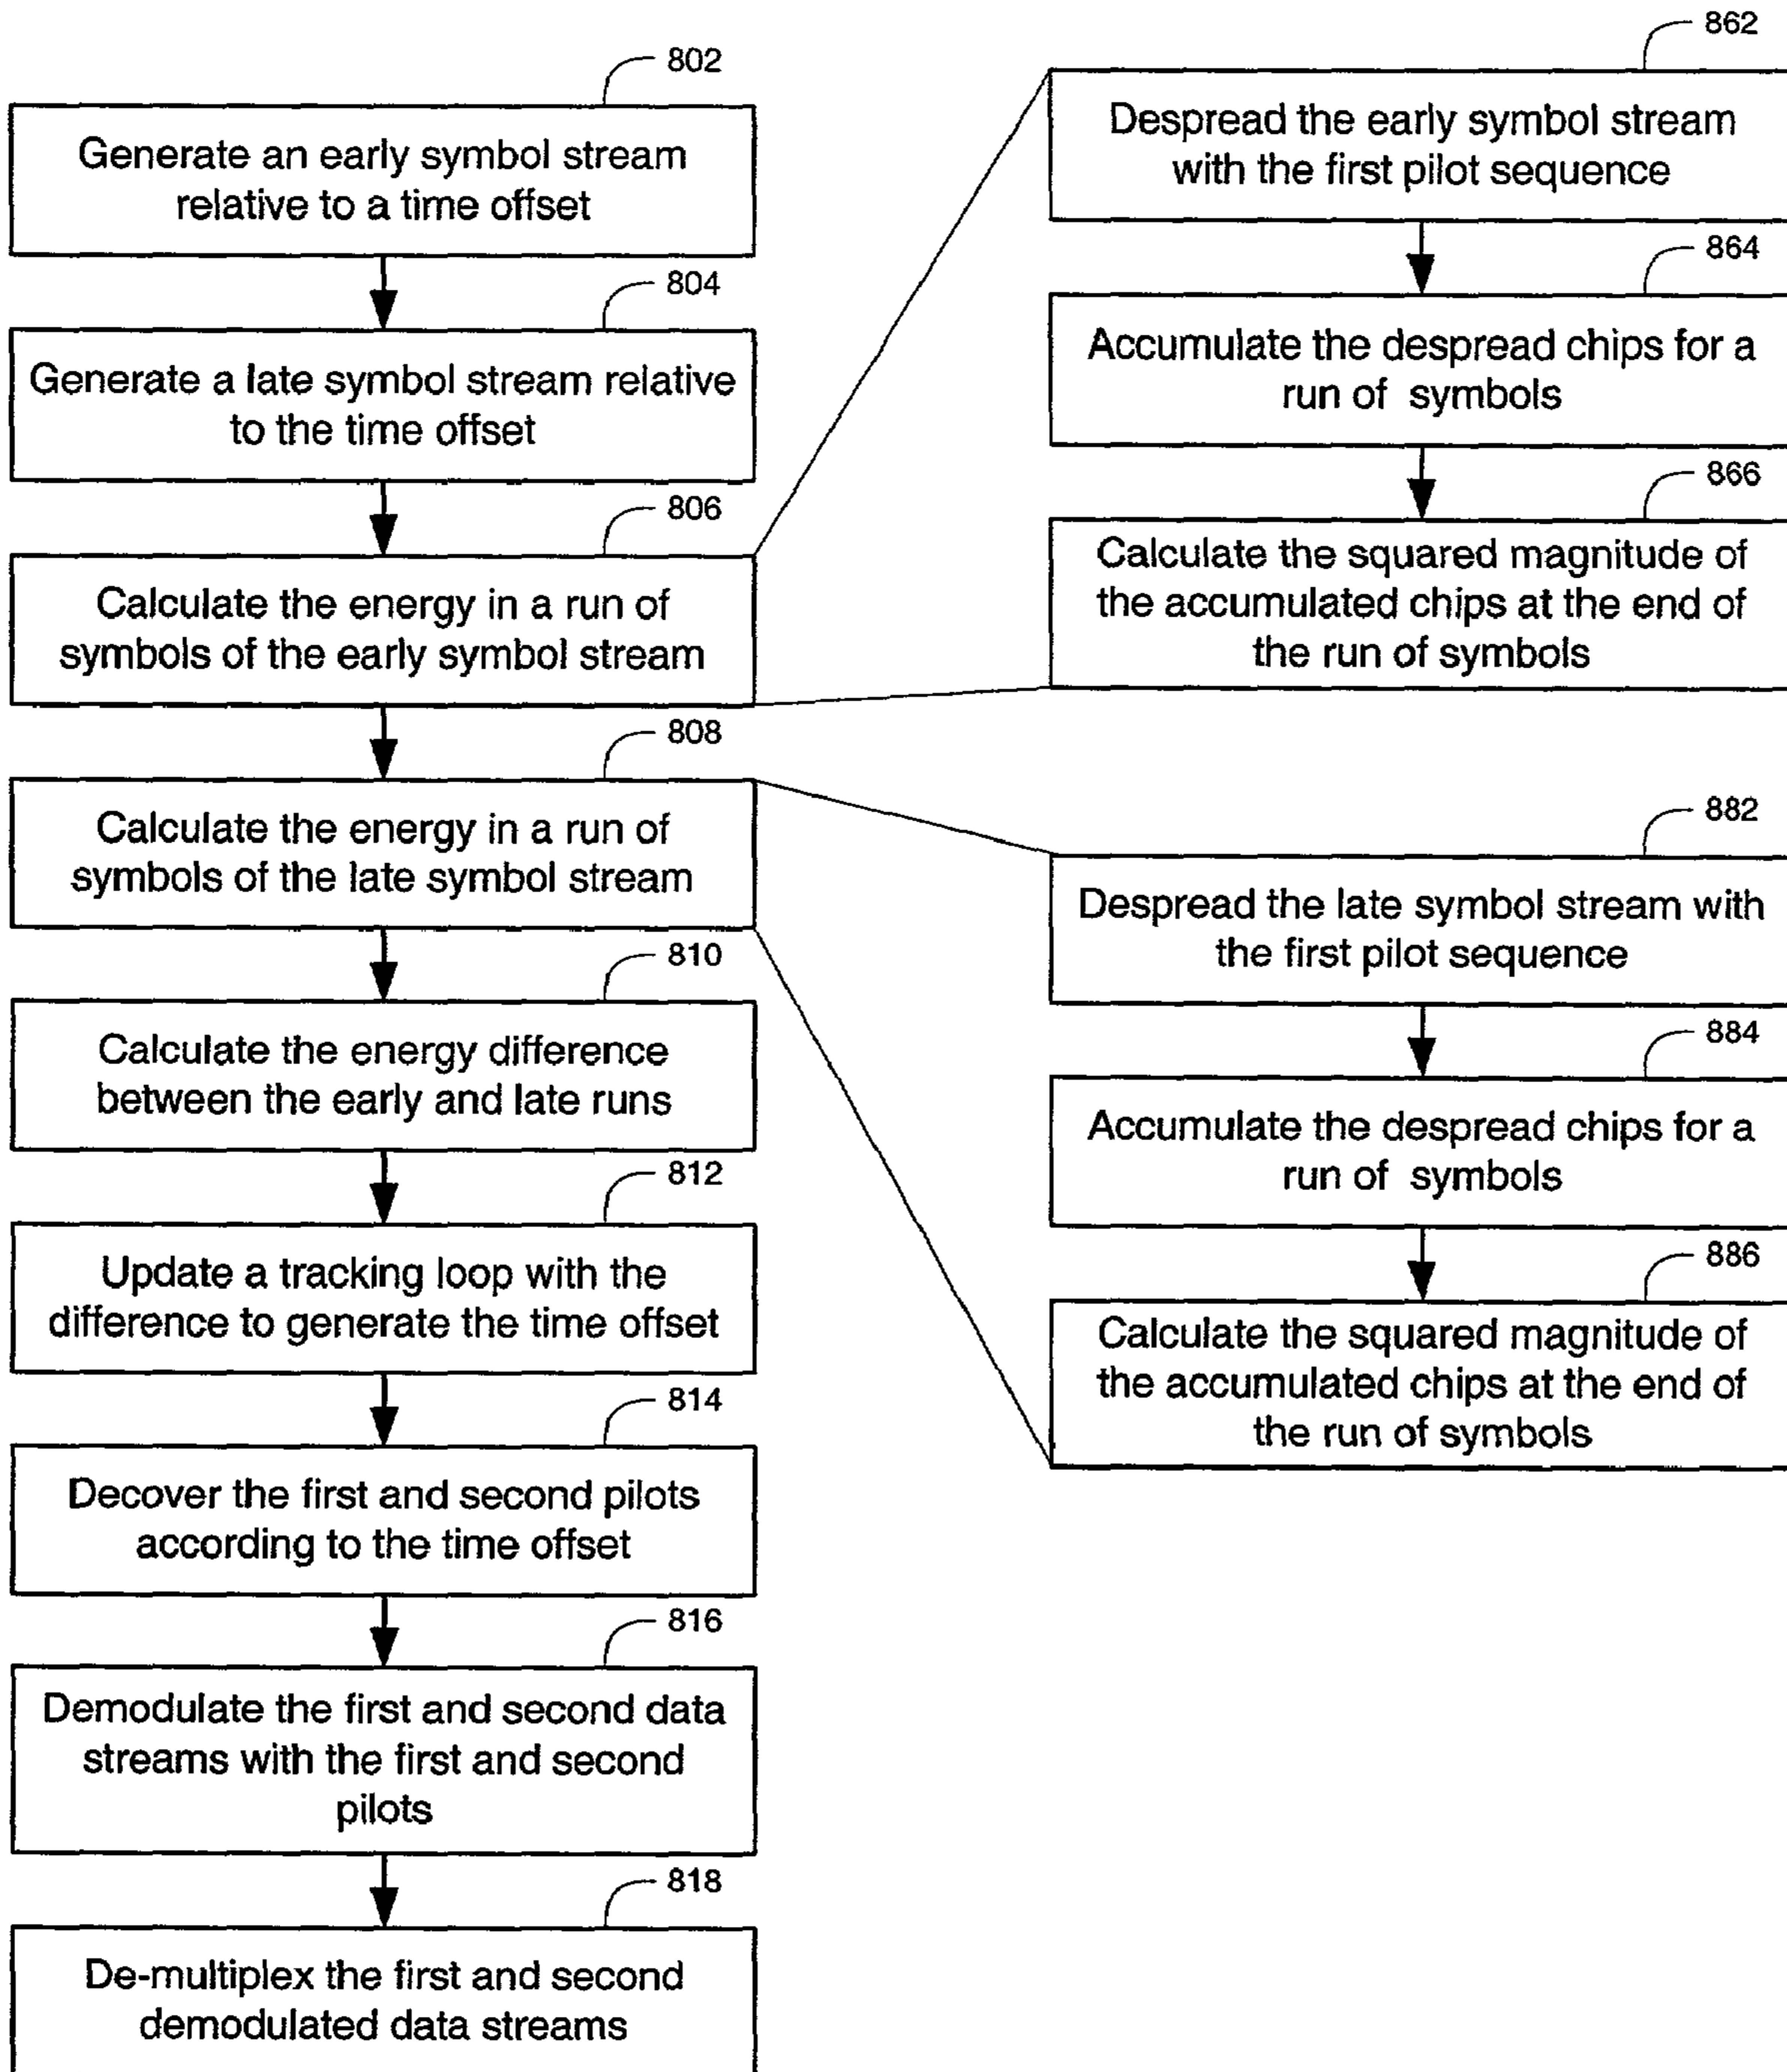 802
Generate an early symbol stream
relative to a time offset
804
Generate a late symbol stream relative
to the time offset
806
Calculate the energy in a run of
symbols of the early symbol stream
808
Calculate the energy in a run of
symbols of the late symbol stream
810
Calculate the energy difference
between the early and late runs
812
Update a tracking loop with the
difference to generate the time offset
814
Decover the first and second pilots
according to the time offset
816
Demodulate the first and second data
streams with the first and second
pilots
818
De-multiplex the first and second
demodulated data streams
862
Despread the early symbol stream
with the first pilot sequence
864
Accumulate the despread chips for a
run of symbols
866
Calculate the squared magnitude of
the accumulated chips at the end of
the run of symbols
882
Despread the late symbol stream with
the first pilot sequence
884
Accumulate the despread chips for a
run of symbols
886
Calculate the squared magnitude of
the accumulated chips at the end of
the run of symbols